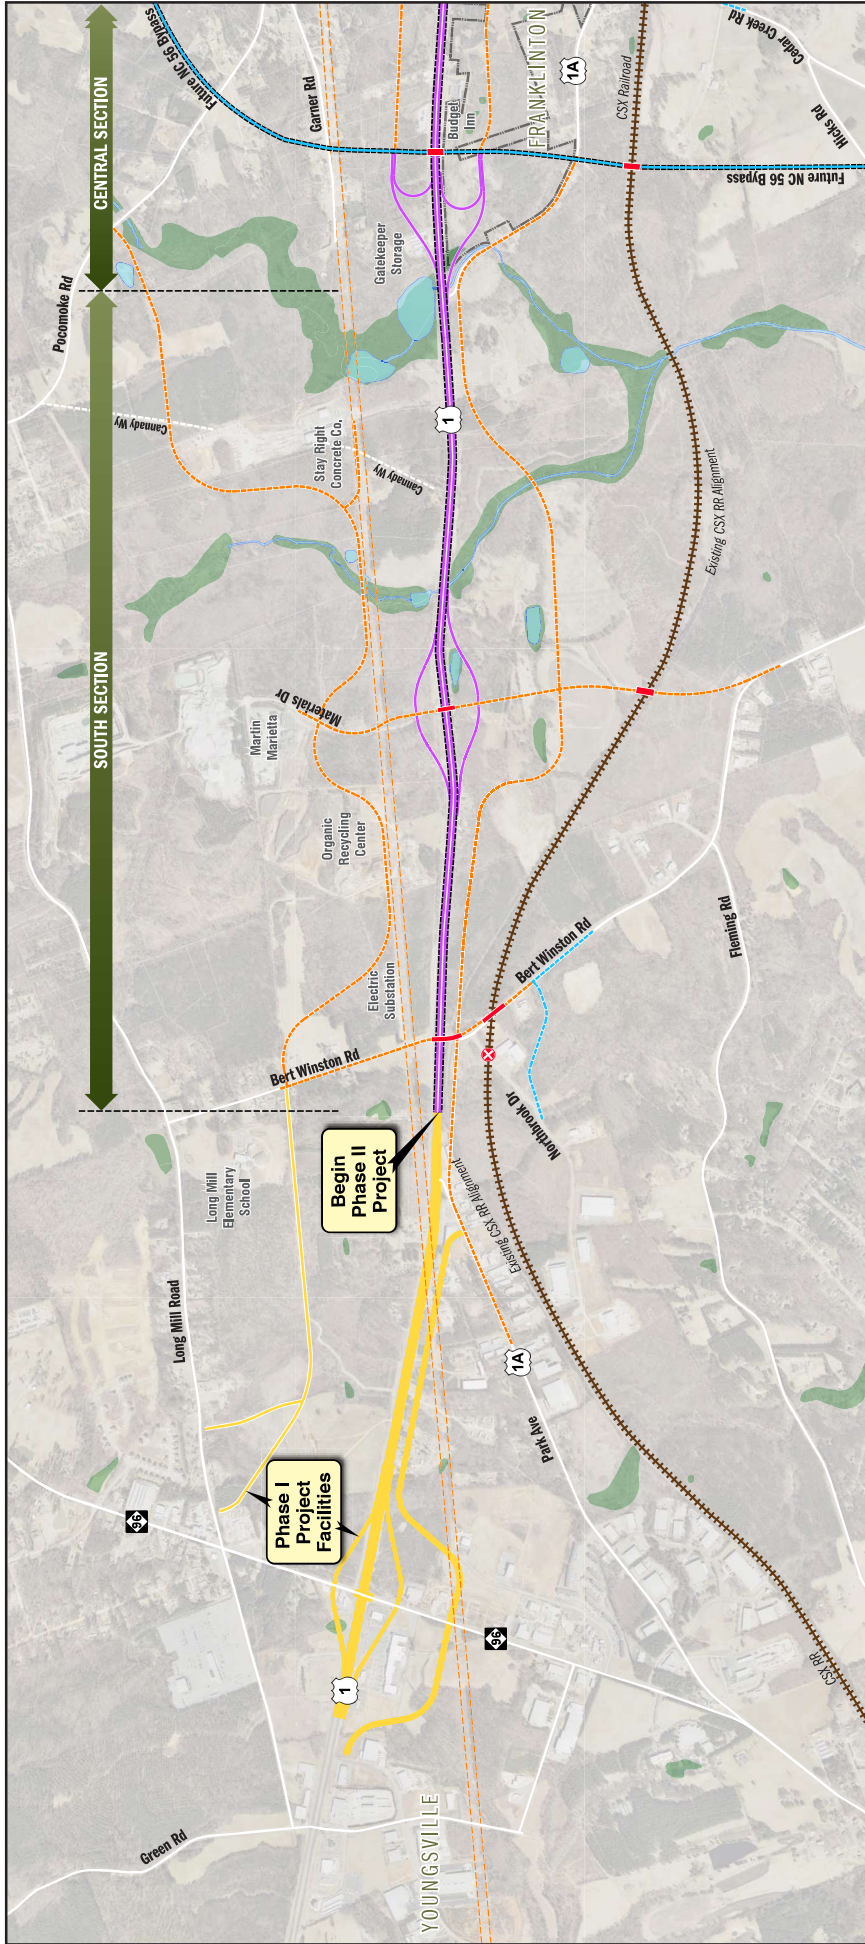 CENTRAL SECTION
SOUTH SECTION
Future NC 56 Bypass
Garner Rd
Budget
Inn
FRANKLINTON
1A
CSX Railroad
Cedar Creek Rd
Hicks Rd
Future NC 56 Bypass
Gatekeeper
Storage
Pocomoke Rd
Cannady Wy
Stay Right
Concrete Co.
Cannady Wy
1
Existing CSX RR Alignment
Materials Dr
Martin
Marietta
Organic
Recycling
Center
Electric
Substation
Bert Winston Rd
Fleming Rd
Bert Winston Rd
Northbrook Dr
Begin
Phase II
Project
Long Mill
Elementary
School
Existing CSX RR Alignment
Long Mill Road
1A
Park Ave
Phase I
Project
Facilities
96
96
CSX RR
1
Green Rd
YOUNGSVILLE